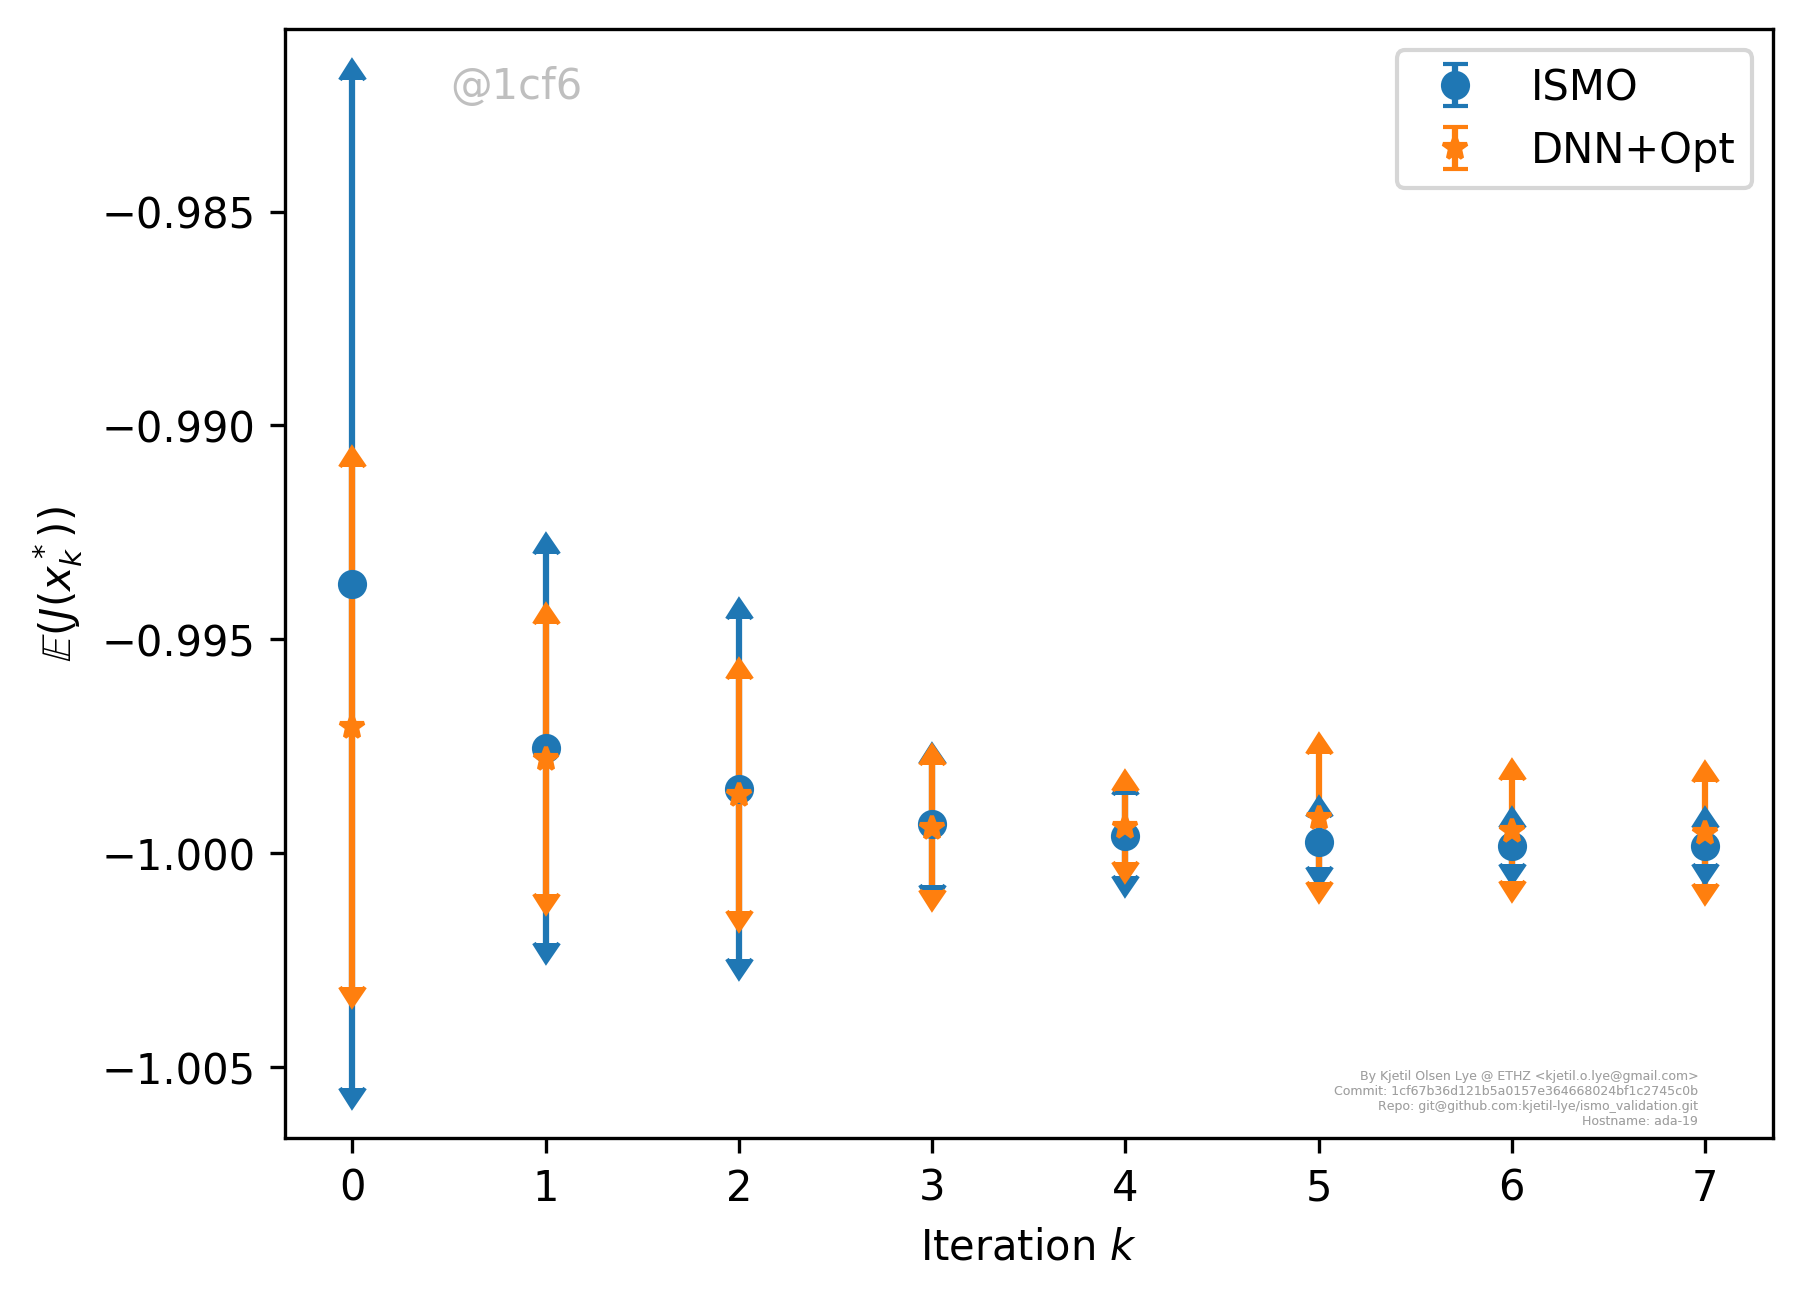 @1cf6
ISMO
DNN+Opt
−0.985
−0.990
−0.995
−1.000
−1.005
𝔼(J(x*k))
0 1 2 3 4 5 6 7
Iteration k
By Kjetil Olsen Lye @ ETHZ <kjetil.o.lye@gmail.com>
Commit: 1cf67b36d121b5a0157e364668024bf1c2745c0b
Repo: git@github.com:kjetil-lye/ismo_validation.git
Hostname: ada-19